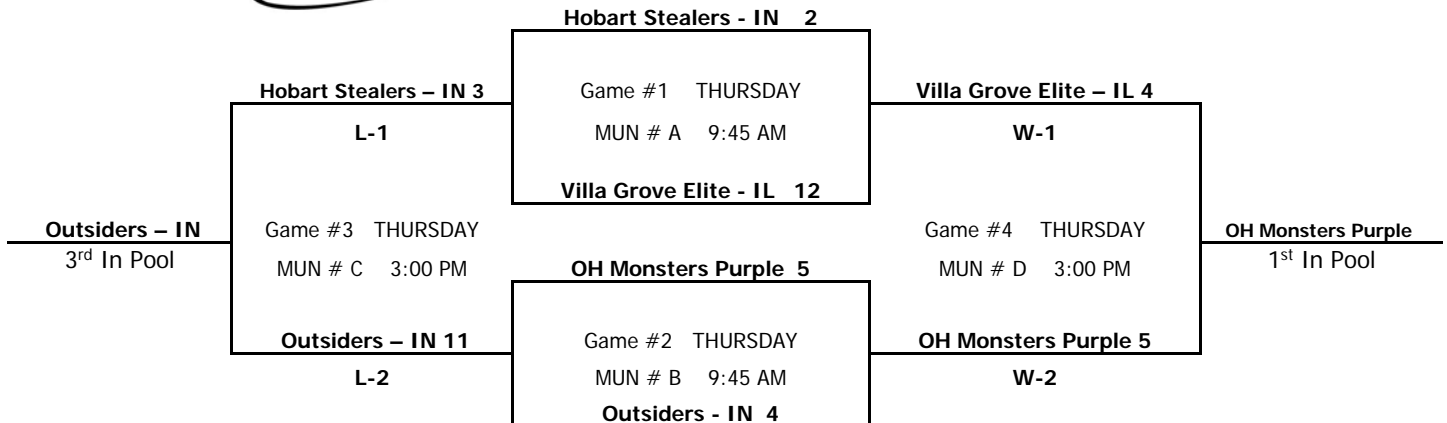 Hobart Stealers - IN 2
Hobart Stealers – IN 3
Game #1 THURSDAY
Villa Grove Elite – IL 4
L-1
MUN # A 9:45 AM
W-1
Villa Grove Elite - IL 12
Outsiders – IN
Game #3 THURSDAY
Game #4 THURSDAY
OH Monsters Purple
3rd In Pool
MUN # C 3:00 PM
OH Monsters Purple 5
MUN # D 3:00 PM
1st In Pool
Outsiders – IN 11
Game #2 THURSDAY
OH Monsters Purple 5
L-2
MUN # B 9:45 AM
W-2
Outsiders - IN 4